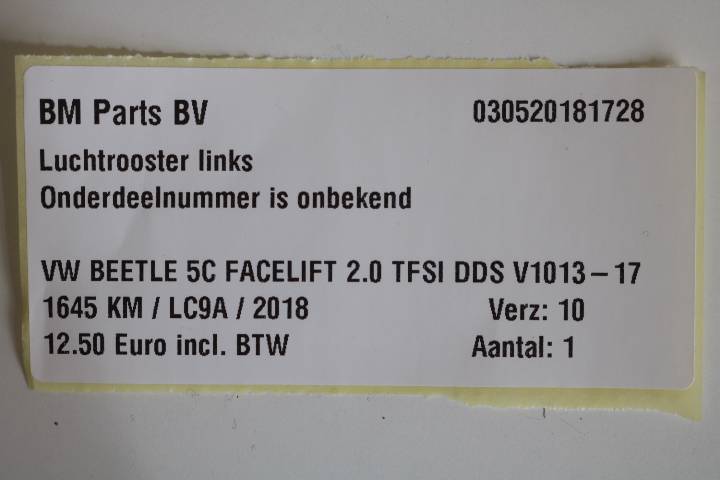 BM Parts BV 030520181728
Luchtrooster links
Onderdeelnummer is onbekend
VW BEETLE 5C FACELIFT 2.0 TFSI DDS V1013-17
1645 KM / LC9A / 2018 Verz: 10
12.50 Euro incl. BTW Aantal: 1